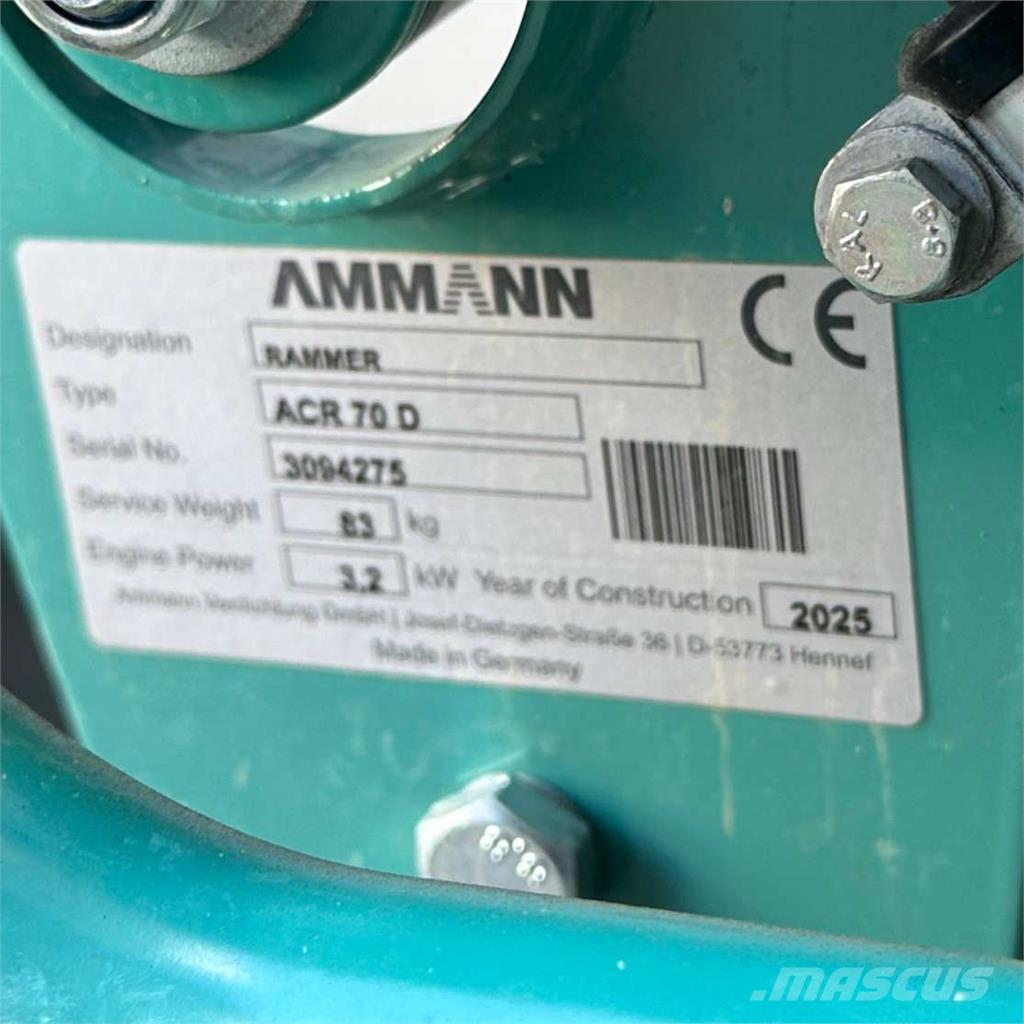 AMMANN
CE
Designation RAMMER
Type ACR 70 D
Serial No. 3094275
Service Weight 83 kg
Engine Power 3,2 kW Year of Construction 2025
Ammann Verdichtung GmbH | Josef-Dietzgen-Straße 36 | D-53773 Hennef
Made in Germany
8.8
MASCUS